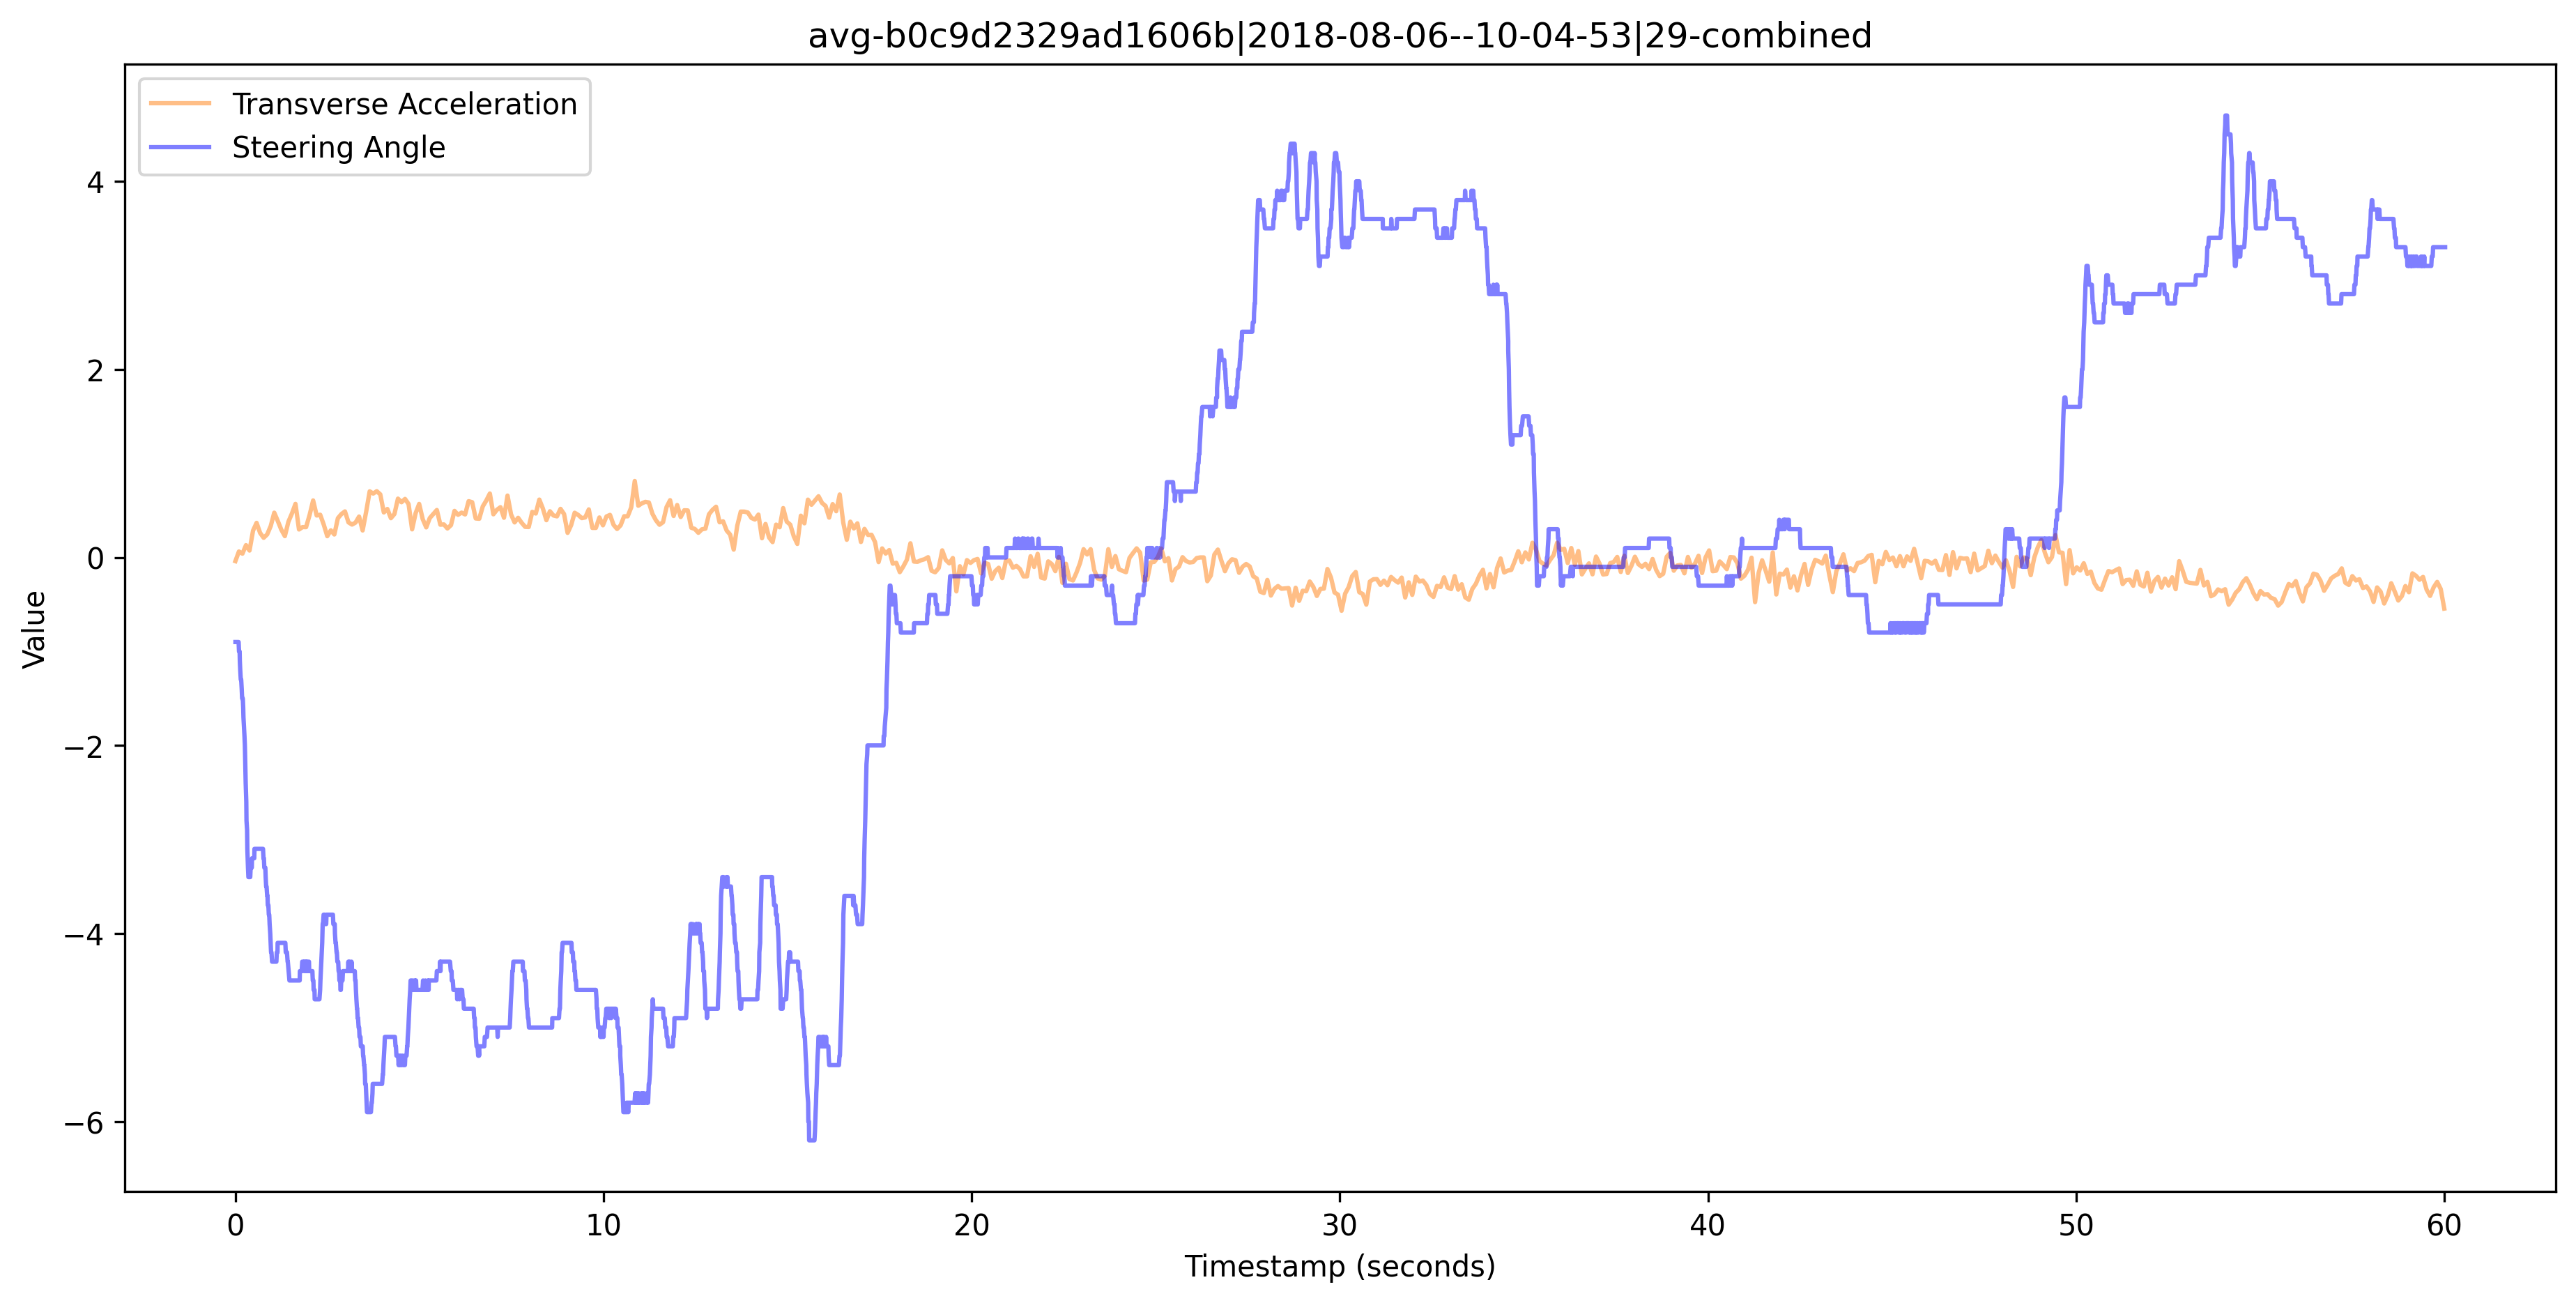 avg-b0c9d2329ad1606b|2018-08-06--10-04-53|29-combined
Transverse Acceleration
Steering Angle
4
2
0
−2
−4
−6
Value
0 10 20 30 40 50 60
Timestamp (seconds)